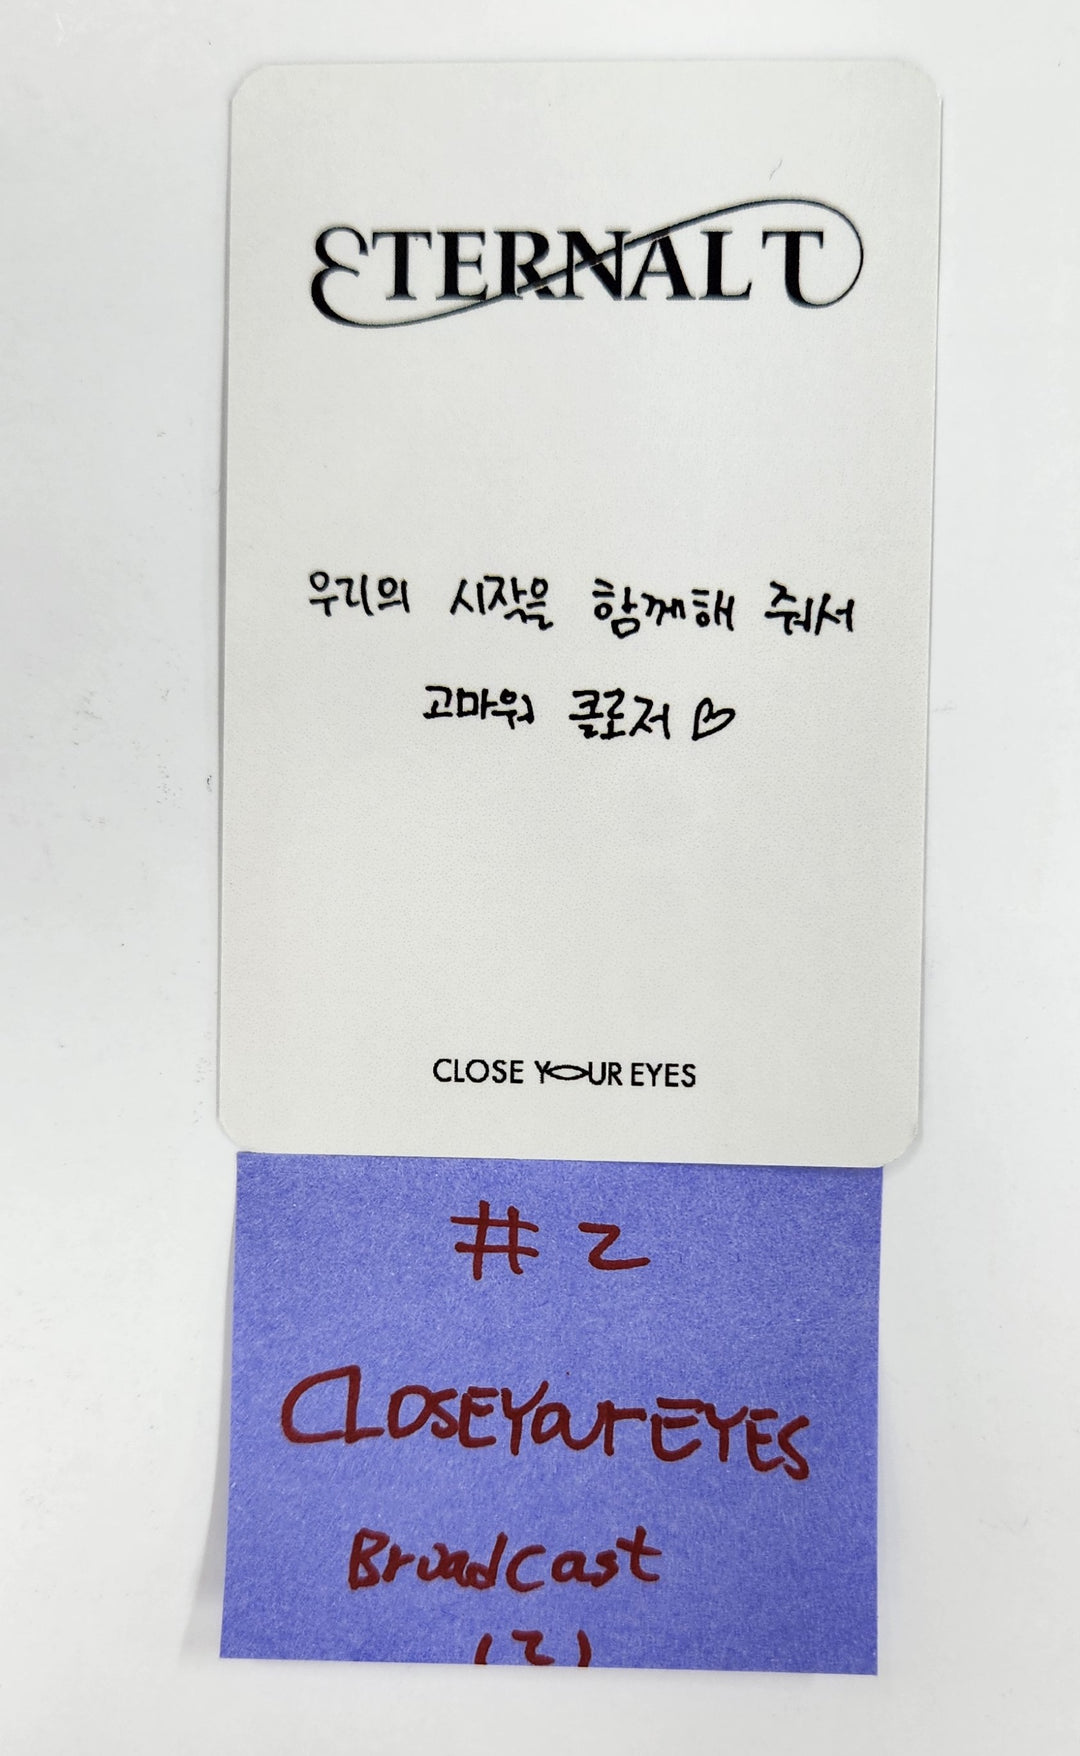 ETERNALT
우리의 시작을 함께해 줘서
고마워 클로저 ♡
CLOSE YOUR EYES
# 2
CLOSEYourEYES
Broadcast
(2)